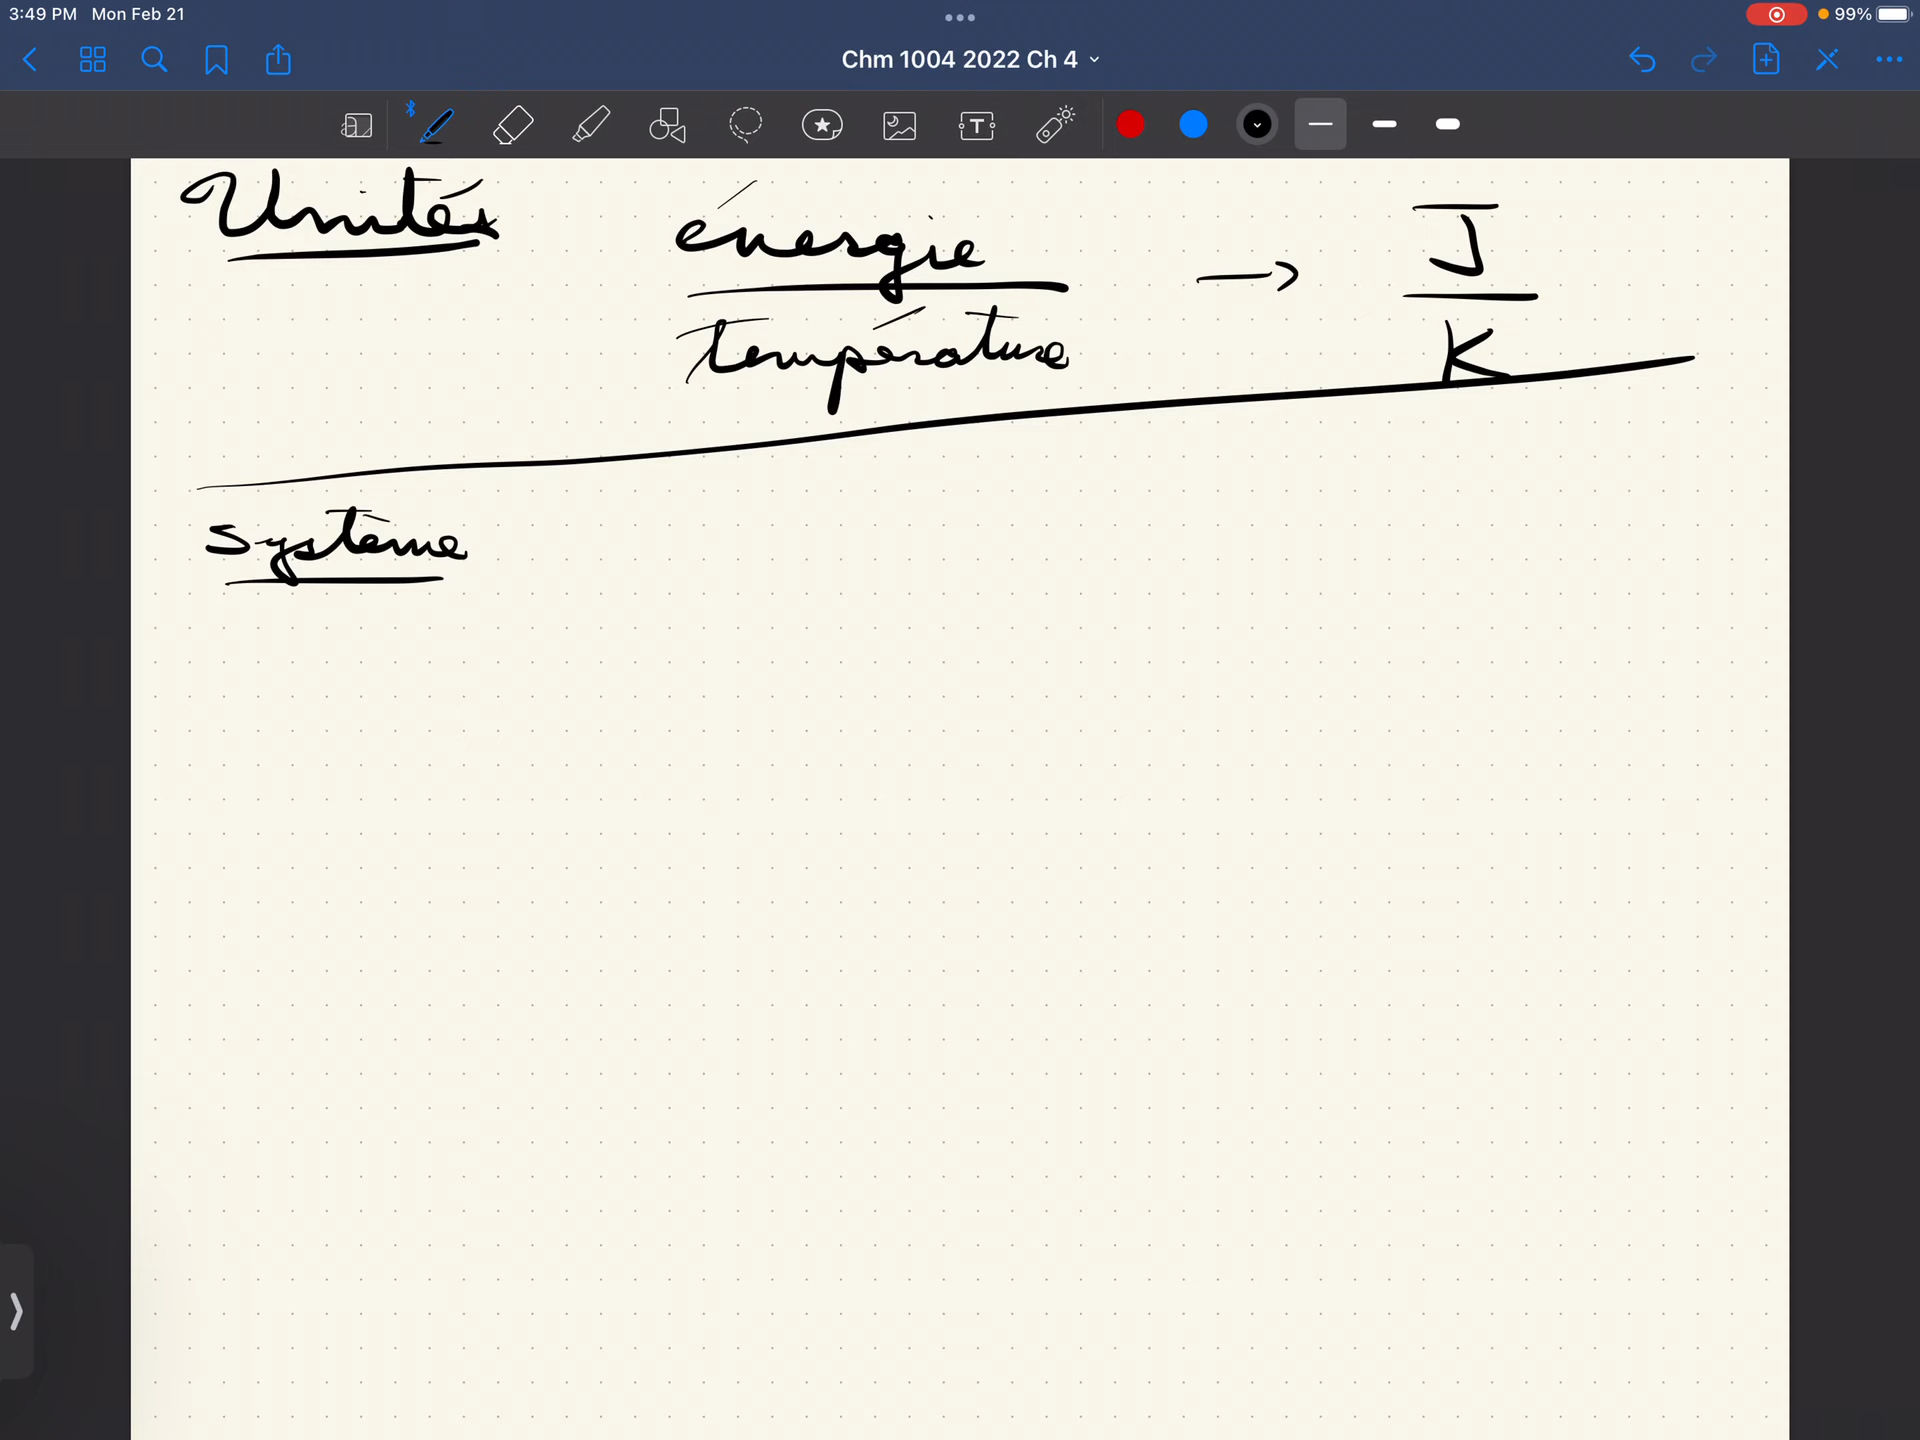 3:49 PM Mon Feb 21
99%
Chm 1004 2022 Ch 4
Unités énergie → J
température K
système